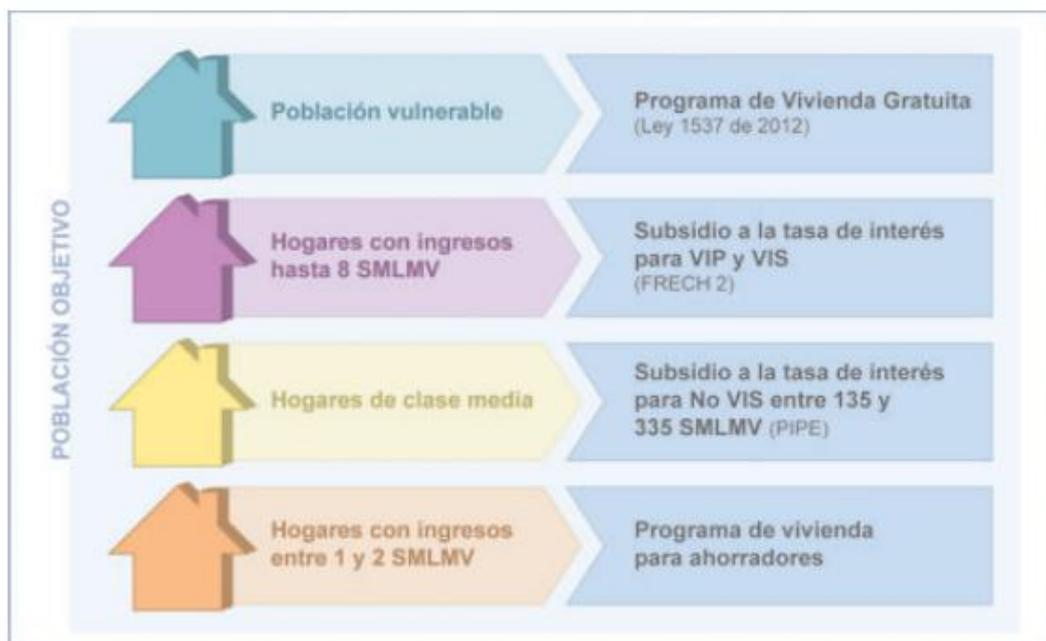 POBLACIÓN OBJETIVO
Población vulnerable
Programa de Vivienda Gratuita
(Ley 1537 de 2012)
Hogares con ingresos
hasta 8 SMLMV
Subsidio a la tasa de interés
para VIP y VIS
(FRECH 2)
Hogares de clase media
Subsidio a la tasa de interés
para No VIS entre 135 y
335 SMLMV (PIPE)
Hogares con ingresos
entre 1 y 2 SMLMV
Programa de vivienda
para ahorradores